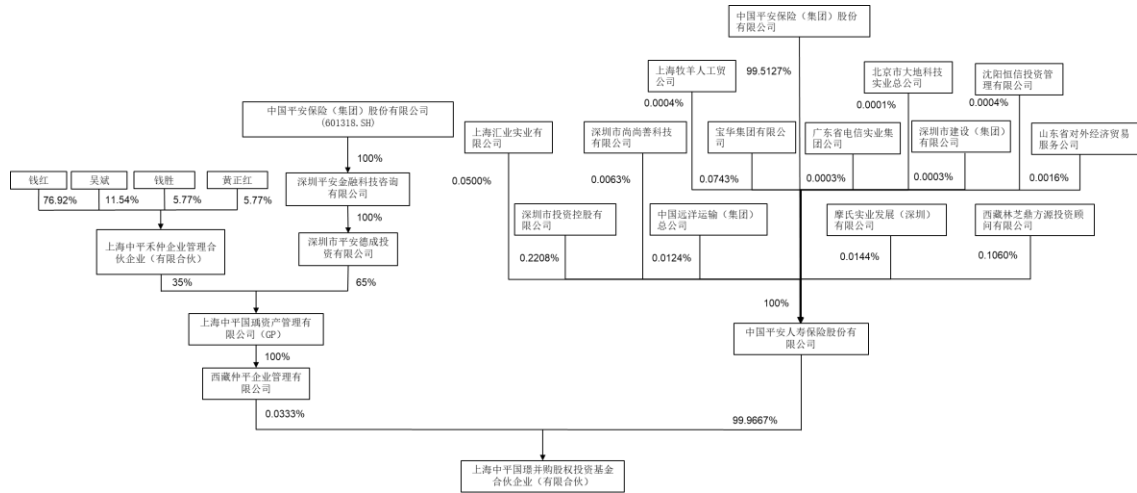 中国平安保险（集团）股份
有限公司
99.5127%
上海牧羊人工贸
公司
0.0004%
北京市大地科技
实业总公司
0.0001%
沈阳恒信投资管
理有限公司
0.0004%
中国平安保险（集团）股份有限公司
(601318.SH)
100%
上海汇业实业有
限公司
0.0500%
深圳市尚尚善科技
有限公司
0.0063%
宝华集团有限公
司
0.0743%
广东省电信实业
集团公司
0.0003%
深圳市建设（集团）
有限公司
0.0003%
山东省对外经济贸易
服务公司
0.0016%
钱红
76.92%
吴斌
11.54%
钱胜
5.77%
黄正红
5.77%
深圳平安金融科技咨询
有限公司
100%
深圳市投资控股有
限公司
0.2208%
中国远洋运输（集团）
总公司
0.0124%
摩氏实业发展（深圳）
有限公司
0.0144%
西藏林芝鼎方源投资顾
问有限公司
0.1060%
上海中平禾仲企业管理合
伙企业（有限合伙）
35%
深圳市平安德成投
资有限公司
65%
100%
上海中平国瑀资产管理有
限公司（GP）
100%
中国平安人寿保险股份有
限公司
西藏仲平企业管理有
限公司
0.0333%
99.9667%
上海中平国璟并购股权投资基金
合伙企业（有限合伙）